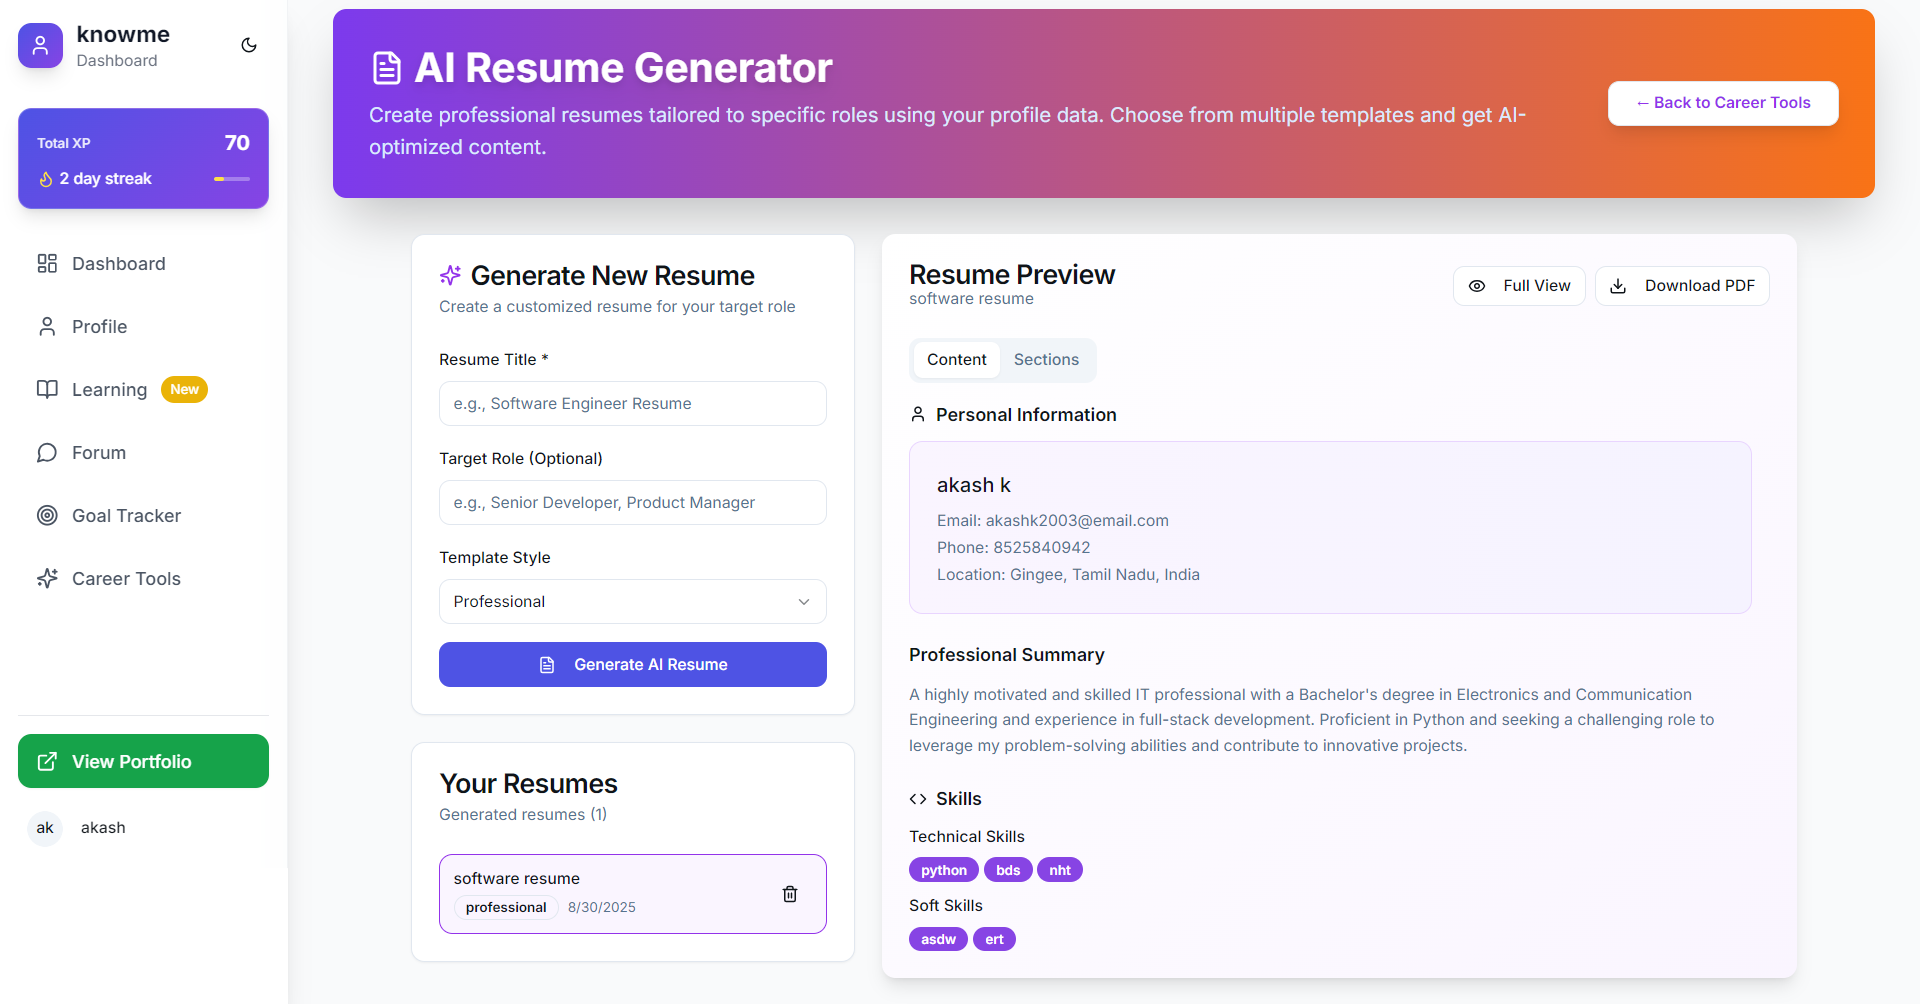 knowme
Dashboard
Total XP
70
2 day streak
Dashboard
Profile
Learning New
Forum
Goal Tracker
Career Tools
View Portfolio
ak akash
AI Resume Generator
Create professional resumes tailored to specific roles using your profile data. Choose from multiple templates and get AI-
optimized content.
← Back to Career Tools
Generate New Resume
Create a customized resume for your target role
Resume Title *
e.g., Software Engineer Resume
Target Role (Optional)
e.g., Senior Developer, Product Manager
Template Style
Professional
Generate AI Resume
Your Resumes
Generated resumes (1)
software resume
professional 8/30/2025
Resume Preview
software resume
Full View
Download PDF
Content Sections
Personal Information
akash k
Email: akashk2003@email.com
Phone: 8525840942
Location: Gingee, Tamil Nadu, India
Professional Summary
A highly motivated and skilled IT professional with a Bachelor's degree in Electronics and Communication
Engineering and experience in full-stack development. Proficient in Python and seeking a challenging role to
leverage my problem-solving abilities and contribute to innovative projects.
Skills
Technical Skills
python bds nht
Soft Skills
asdw ert